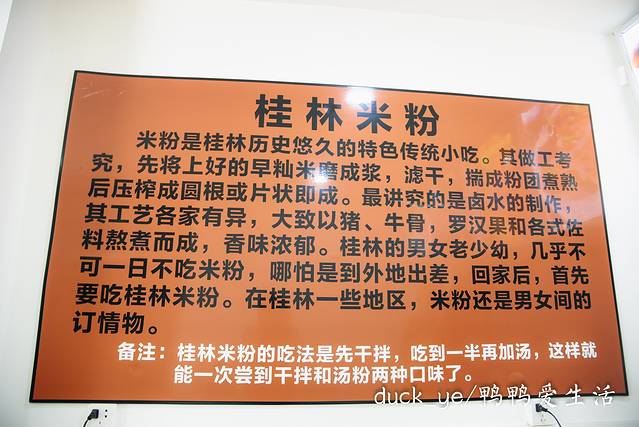 桂林米粉
米粉是桂林历史悠久的特色传统小吃。其做工考
究，先将上好的早籼米磨成浆，滤干，揣成粉团煮熟
后压榨成圆根或片状即成。最讲究的是卤水的制作，
其工艺各家有异，大致以猪、牛骨，罗汉果和各式佐
料熬煮而成，香味浓郁。桂林的男女老少幼，几乎不
可一日不吃米粉，哪怕是到外地出差，回家后，首先
要吃桂林米粉。在桂林一些地区，米粉还是男女间的
订情物。
备注：桂林米粉的吃法是先干拌，吃到一半再加汤，这样就
能一次尝到干拌和汤粉两种口味了。
duck ye/鸭鸭爱生活